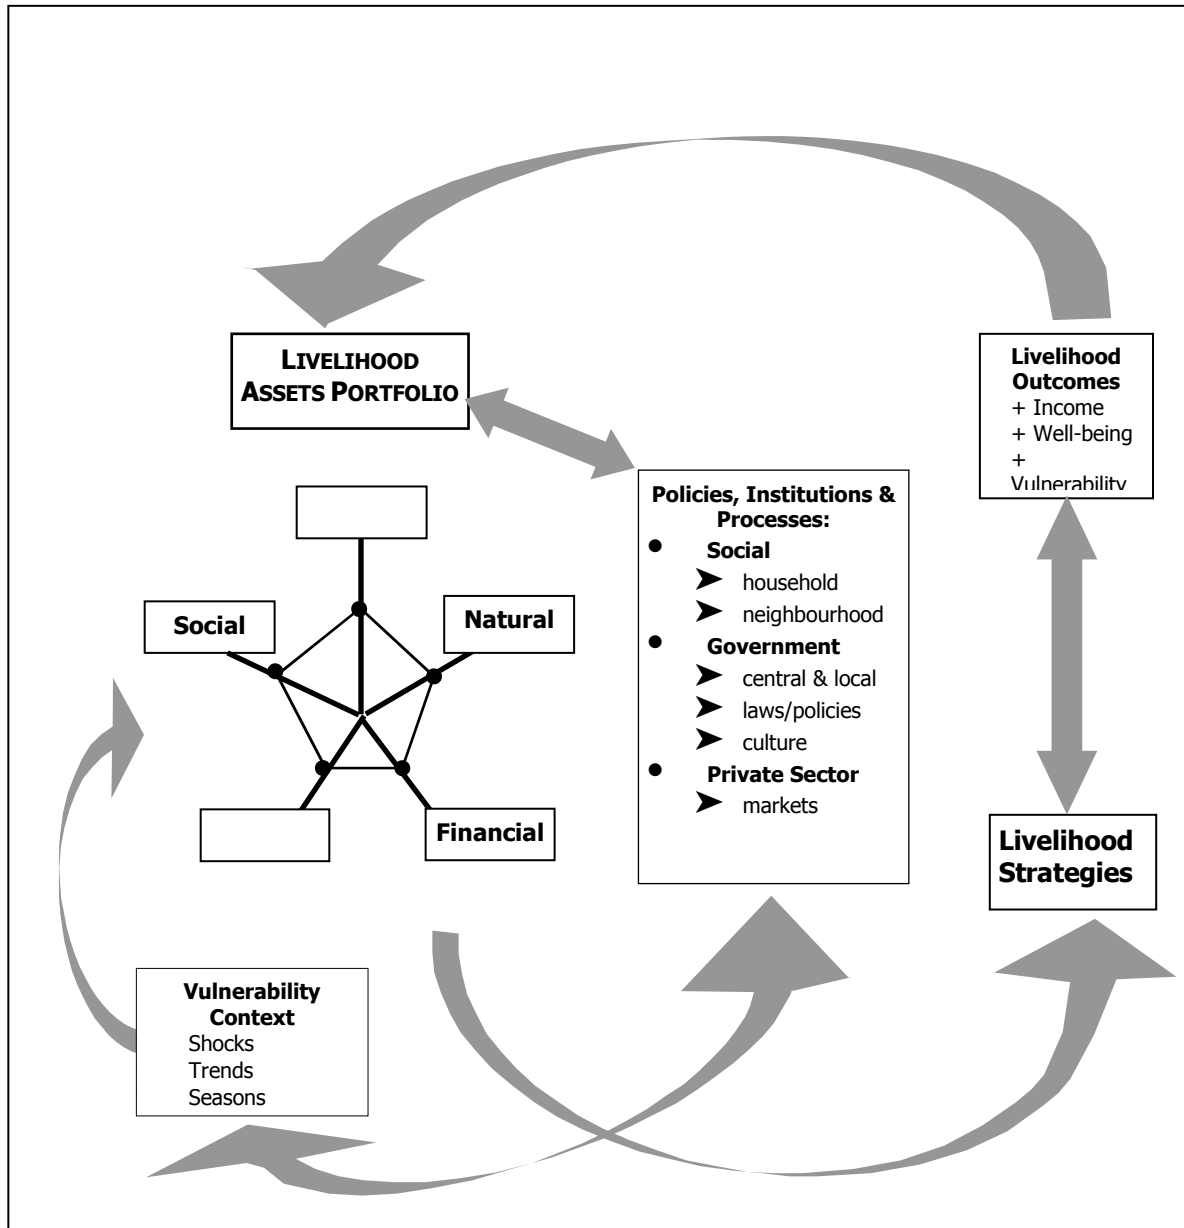 LIVELIHOOD
ASSETS PORTFOLIO
Livelihood
Outcomes
+ Income
+ Well-being
+
Vulnerability
Policies, Institutions &
Processes:
• Social
➤ household
➤ neighbourhood
• Government
➤ central & local
➤ laws/policies
➤ culture
• Private Sector
➤ markets
Social
Natural
Financial
Livelihood
Strategies
Vulnerability
Context
Shocks
Trends
Seasons